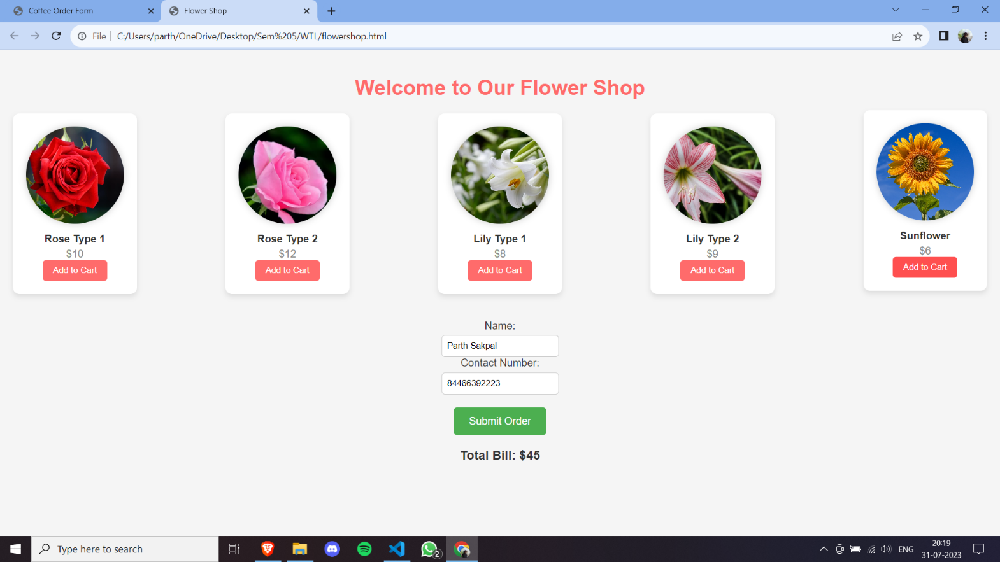 Coffee Order Form
Flower Shop
File
C:/Users/parth/OneDrive/Desktop/Sem%205/WTL/flowershop.html
Welcome to Our Flower Shop
Rose Type 1
$10
Add to Cart
Rose Type 2
$12
Add to Cart
Lily Type 1
$8
Add to Cart
Lily Type 2
$9
Add to Cart
Sunflower
$6
Add to Cart
Name:
Parth Sakpal
Contact Number:
84466392223
Submit Order
Total Bill: $45
Type here to search
2
ENG
20:19
31-07-2023